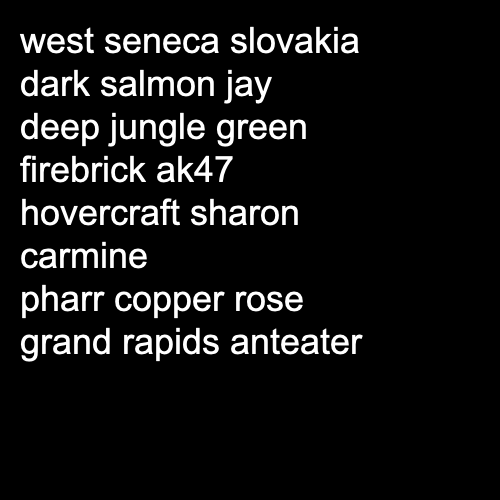 west seneca slovakia
dark salmon jay
deep jungle green
firebrick ak47
hovercraft sharon
carmine
pharr copper rose
grand rapids anteater